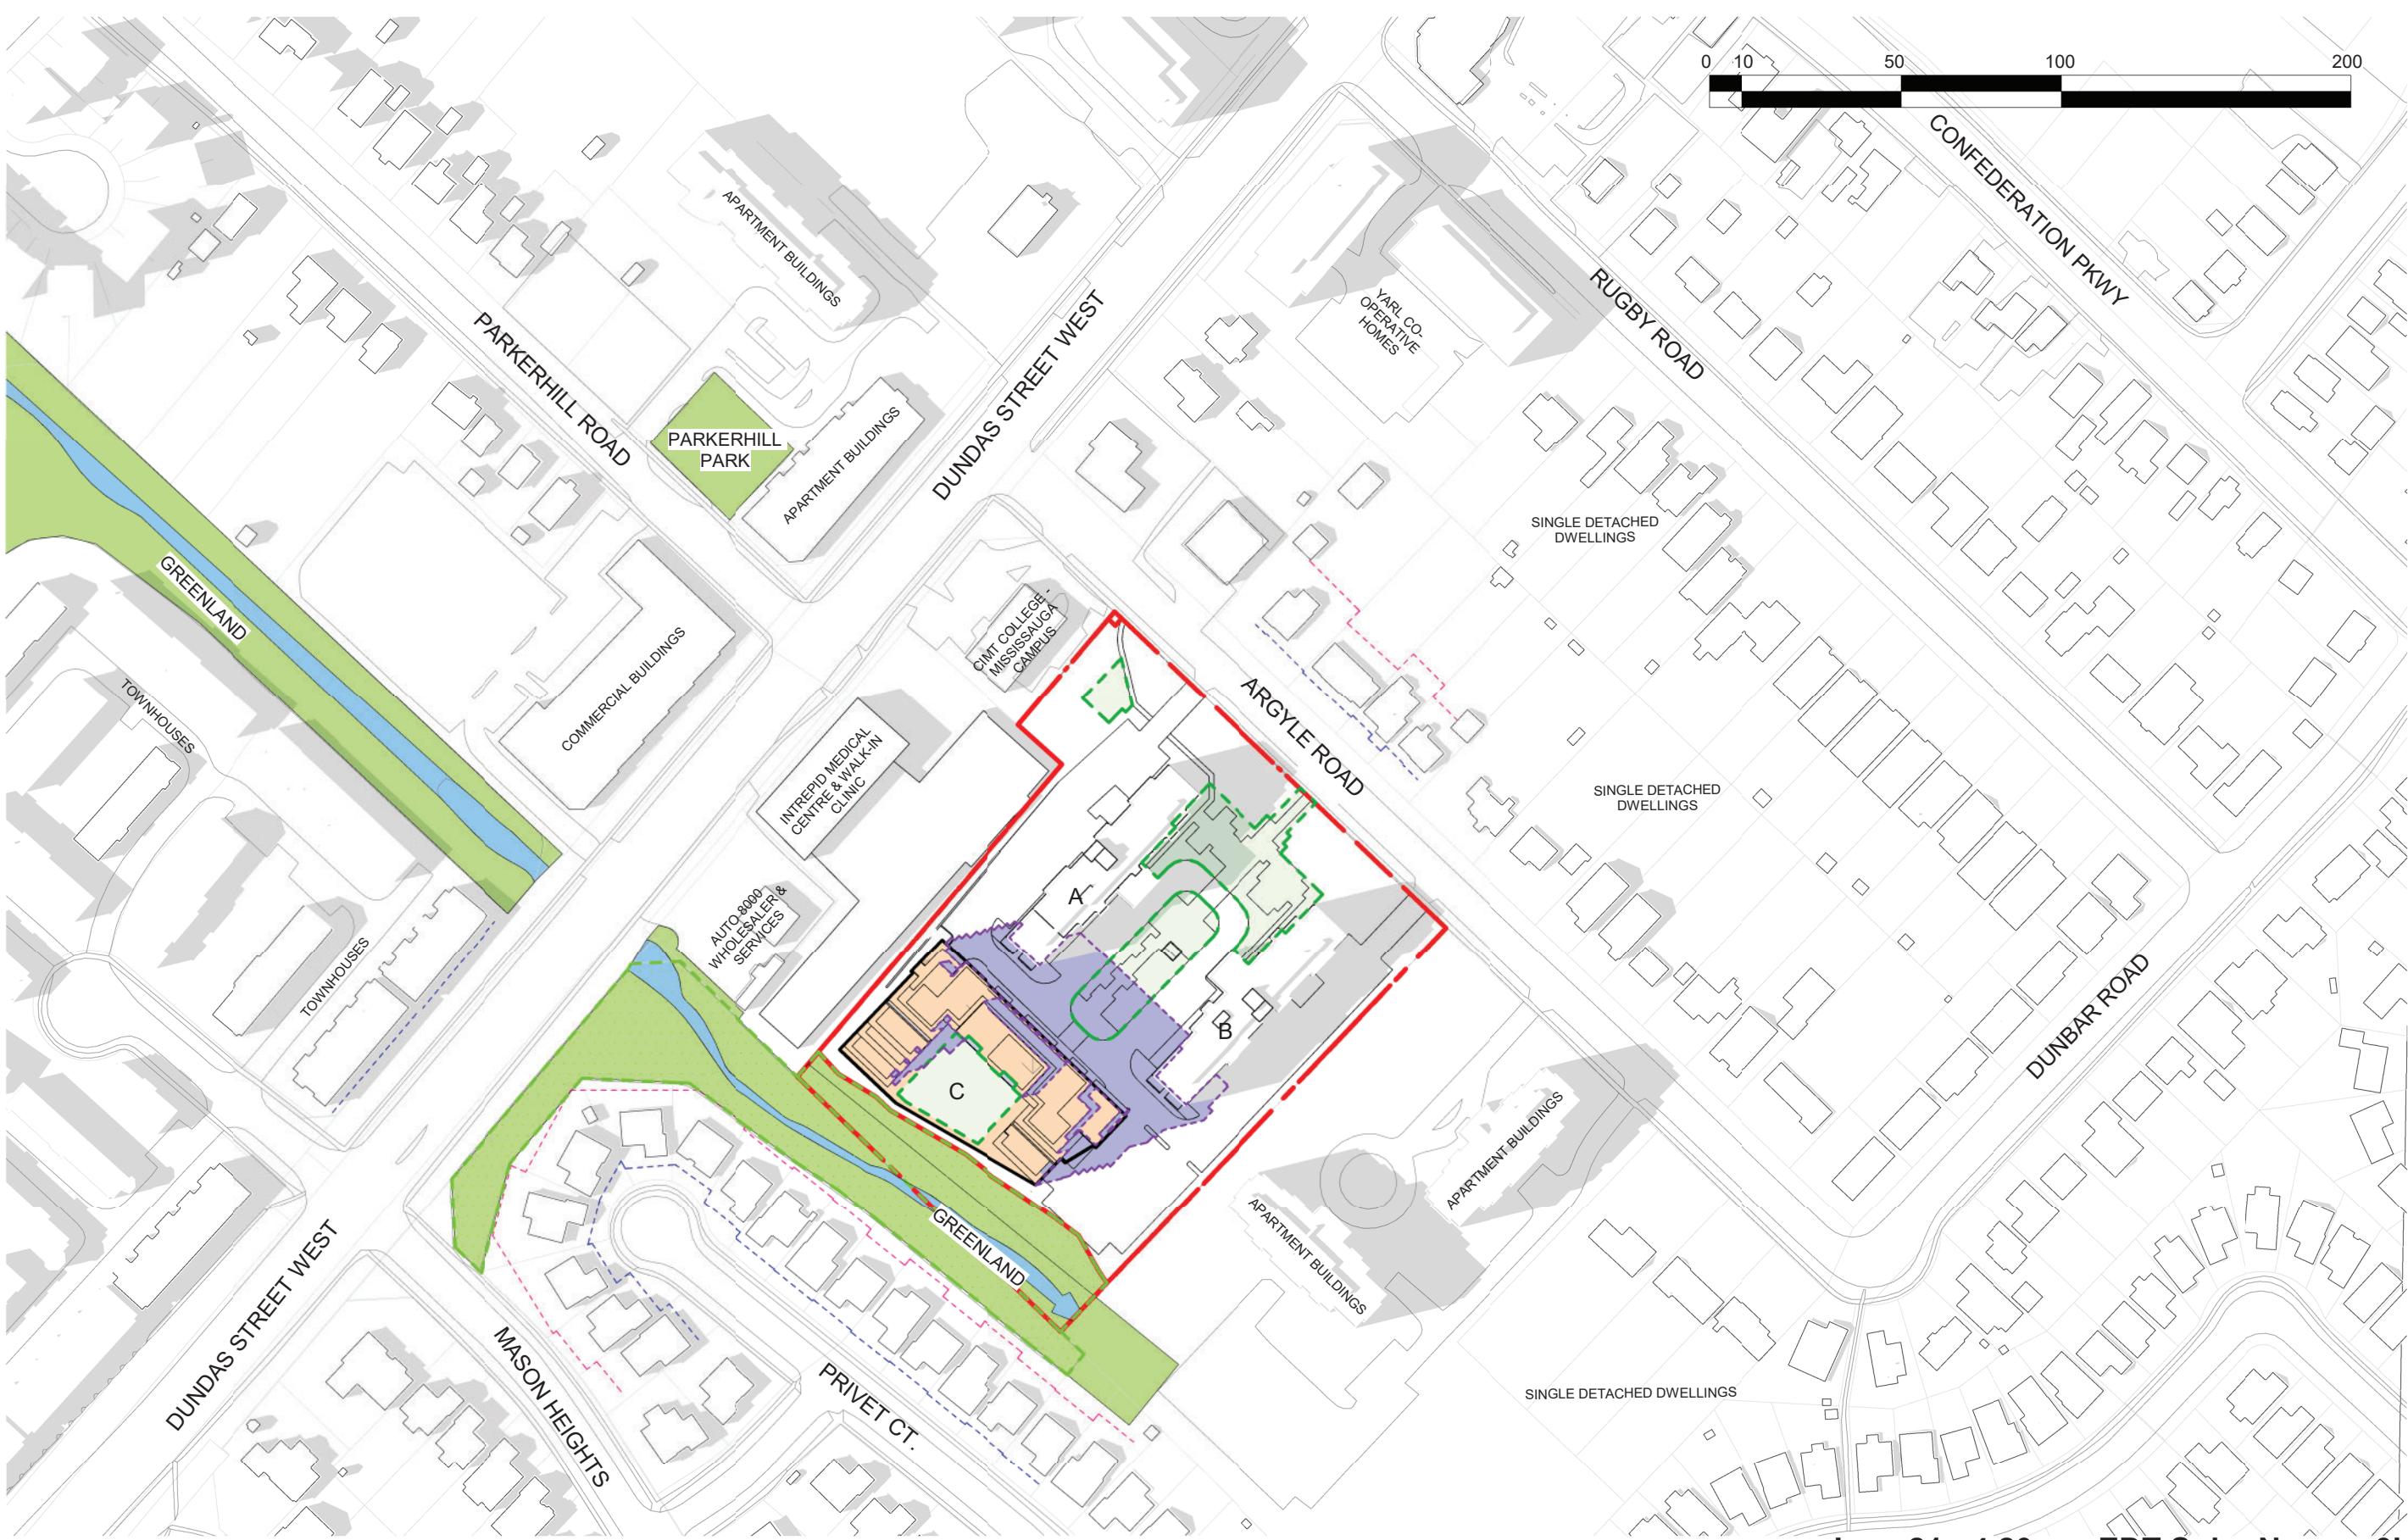 0 10 50 100 200
CONFEDERATION PKWY
APARTMENT BUILDINGS
DUNDAS STREET WEST
YARL CO-
OPERATIVE
HOMES
RUGBY ROAD
PARKERHILL ROAD
PARKERHILL
PARK
APARTMENT BUILDINGS
SINGLE DETACHED
DWELLINGS
GREENLAND
CIMT COLLEGE -
MISSISSAUGA
CAMPUS
COMMERCIAL BUILDINGS
TOWNHOUSES
ARGYLE ROAD
INTREPID MEDICAL
CENTRE & WALK-IN
CLINIC
SINGLE DETACHED
DWELLINGS
A
AUTO 8000
WHOLESALER &
SERVICES
TOWNHOUSES
B
DUNBAR ROAD
C
APARTMENT BUILDINGS
GREENLAND
APARTMENT BUILDINGS
DUNDAS STREET WEST
MASON HEIGHTS
PRIVET CT.
SINGLE DETACHED DWELLINGS